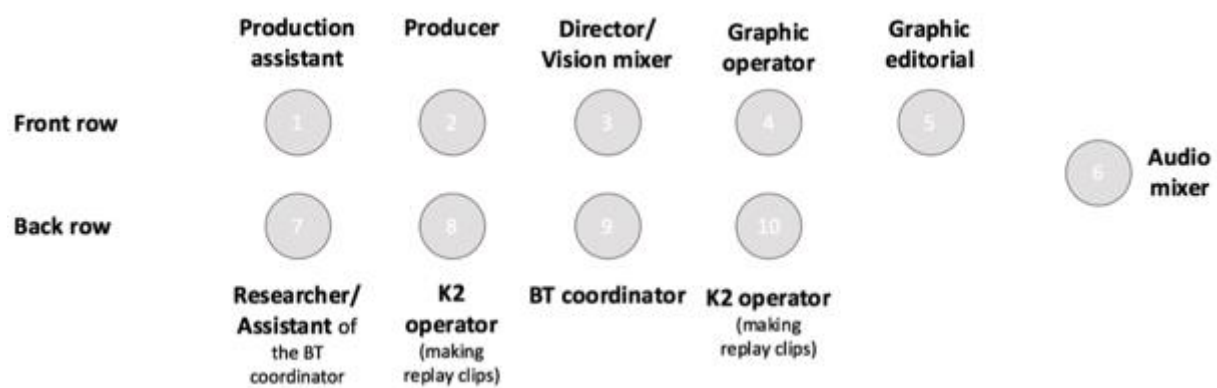 Production assistant
Producer
Director/ Vision mixer
Graphic operator
Graphic editorial
Front row
1
2
3
4
5
6
Audio mixer
Back row
7
8
9
10
Researcher/ Assistant of the BT coordinator
K2 operator (making replay clips)
BT coordinator
K2 operator (making replay clips)